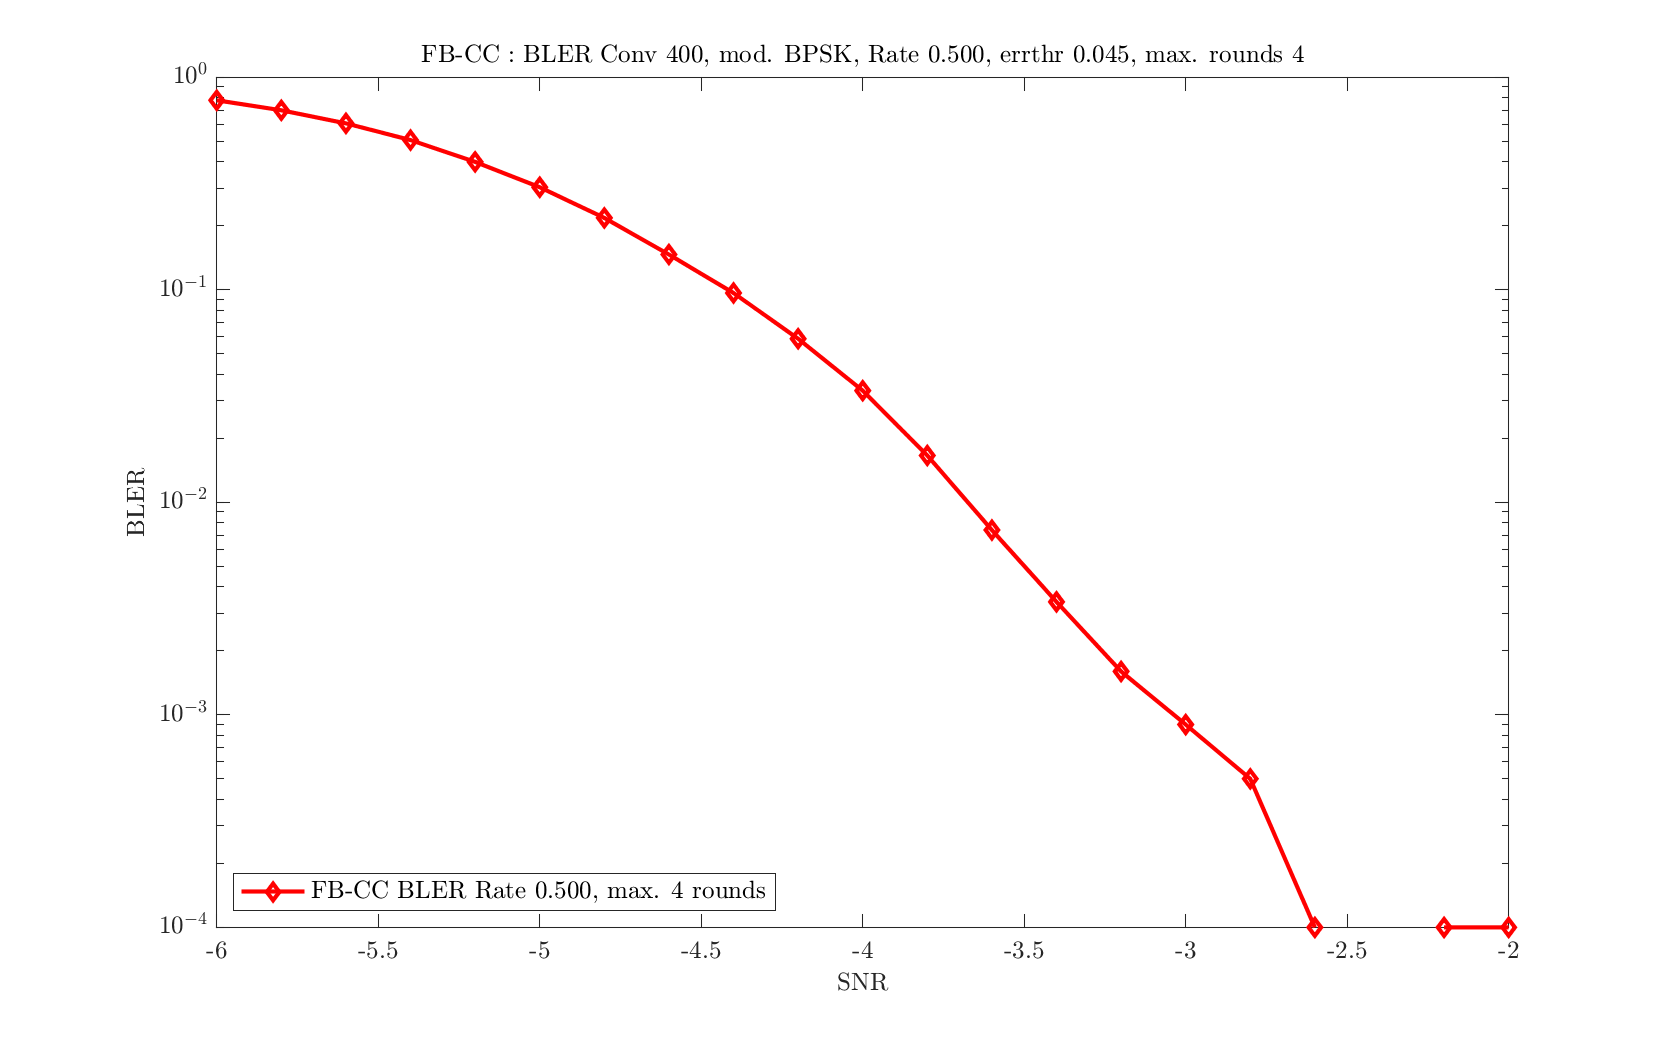 FB-CC : BLER Conv 400, mod. BPSK, Rate 0.500, errthr 0.045, max. rounds 4
10^0
10^−1
10^−2
10^−3
10^−4
BLER
FB-CC BLER Rate 0.500, max. 4 rounds
-6 -5.5 -5 -4.5 -4 -3.5 -3 -2.5 -2
SNR